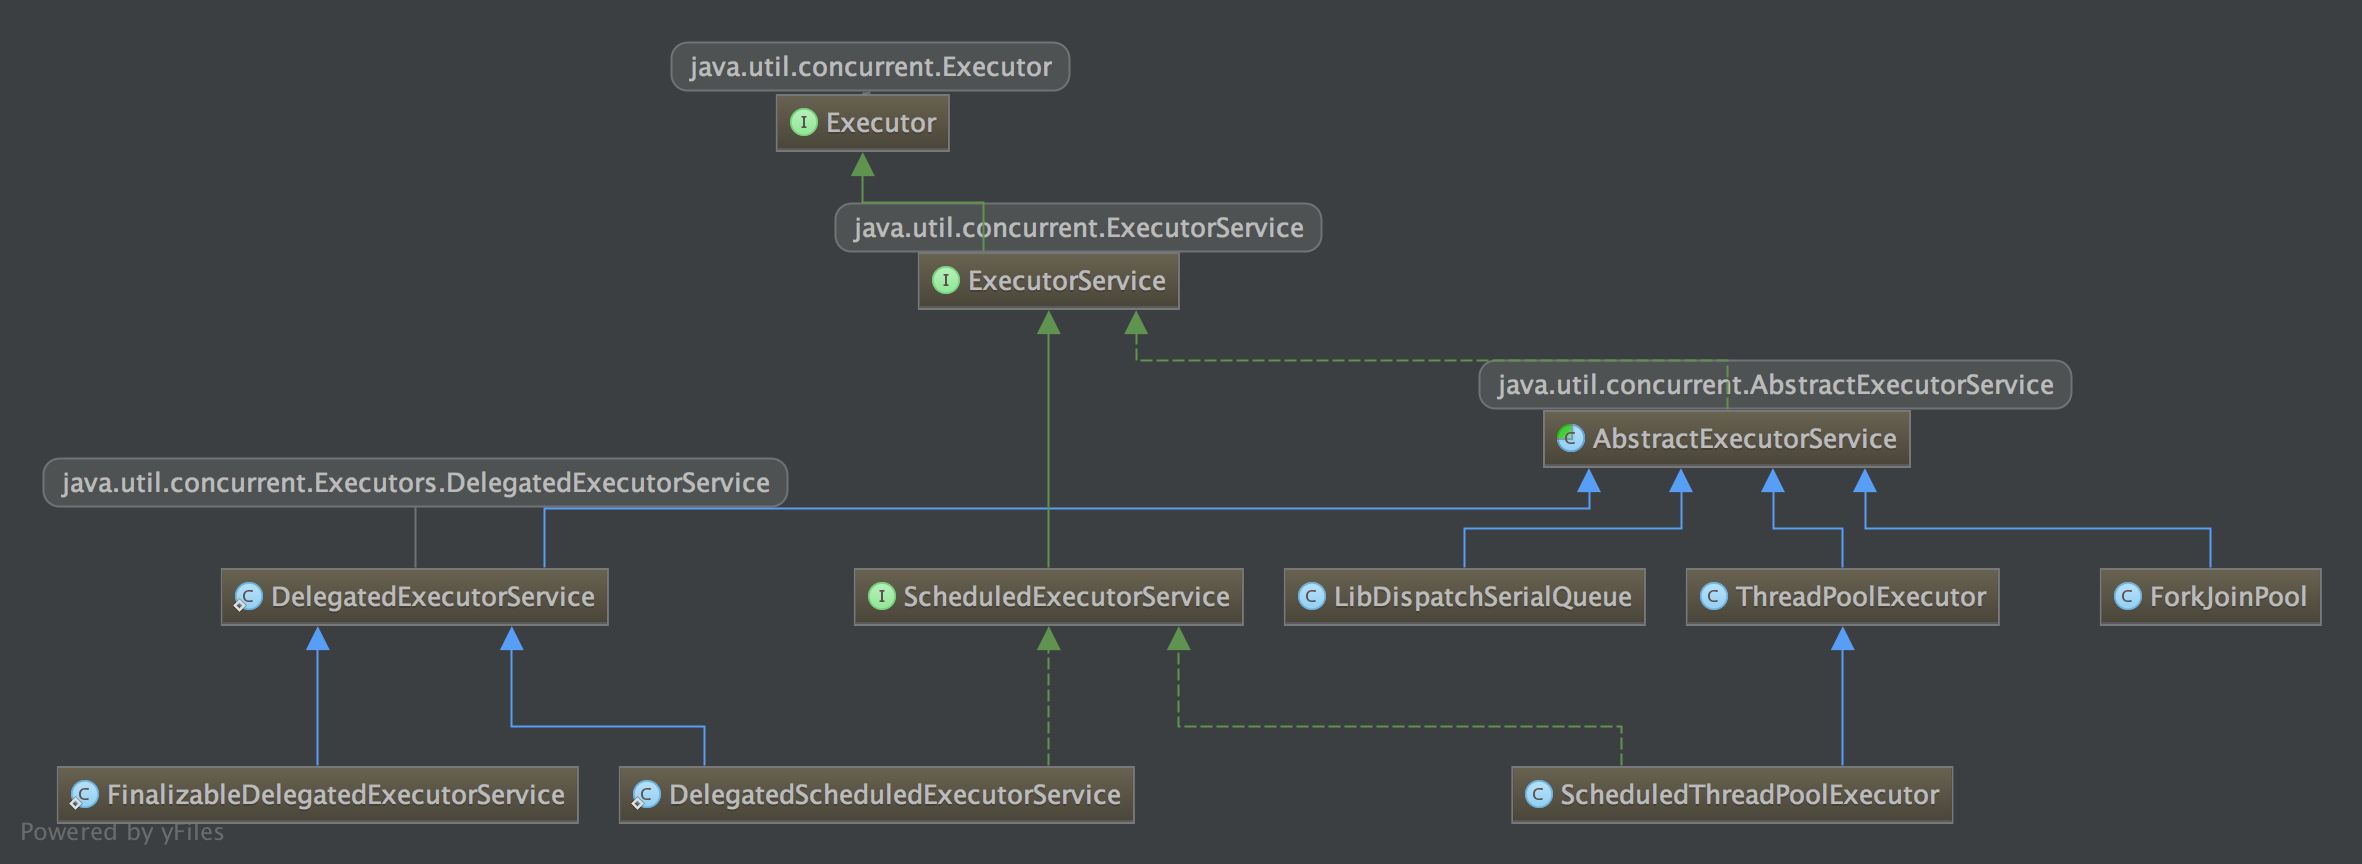 java.util.concurrent.Executor
I Executor
java.util.concurrent.ExecutorService
I ExecutorService
java.util.concurrent.AbstractExecutorService
C AbstractExecutorService
java.util.concurrent.Executors.DelegatedExecutorService
C DelegatedExecutorService
I ScheduledExecutorService
C LibDispatchSerialQueue
C ThreadPoolExecutor
C ForkJoinPool
C FinalizableDelegatedExecutorService
C DelegatedScheduledExecutorService
C ScheduledThreadPoolExecutor
Powered by yFiles